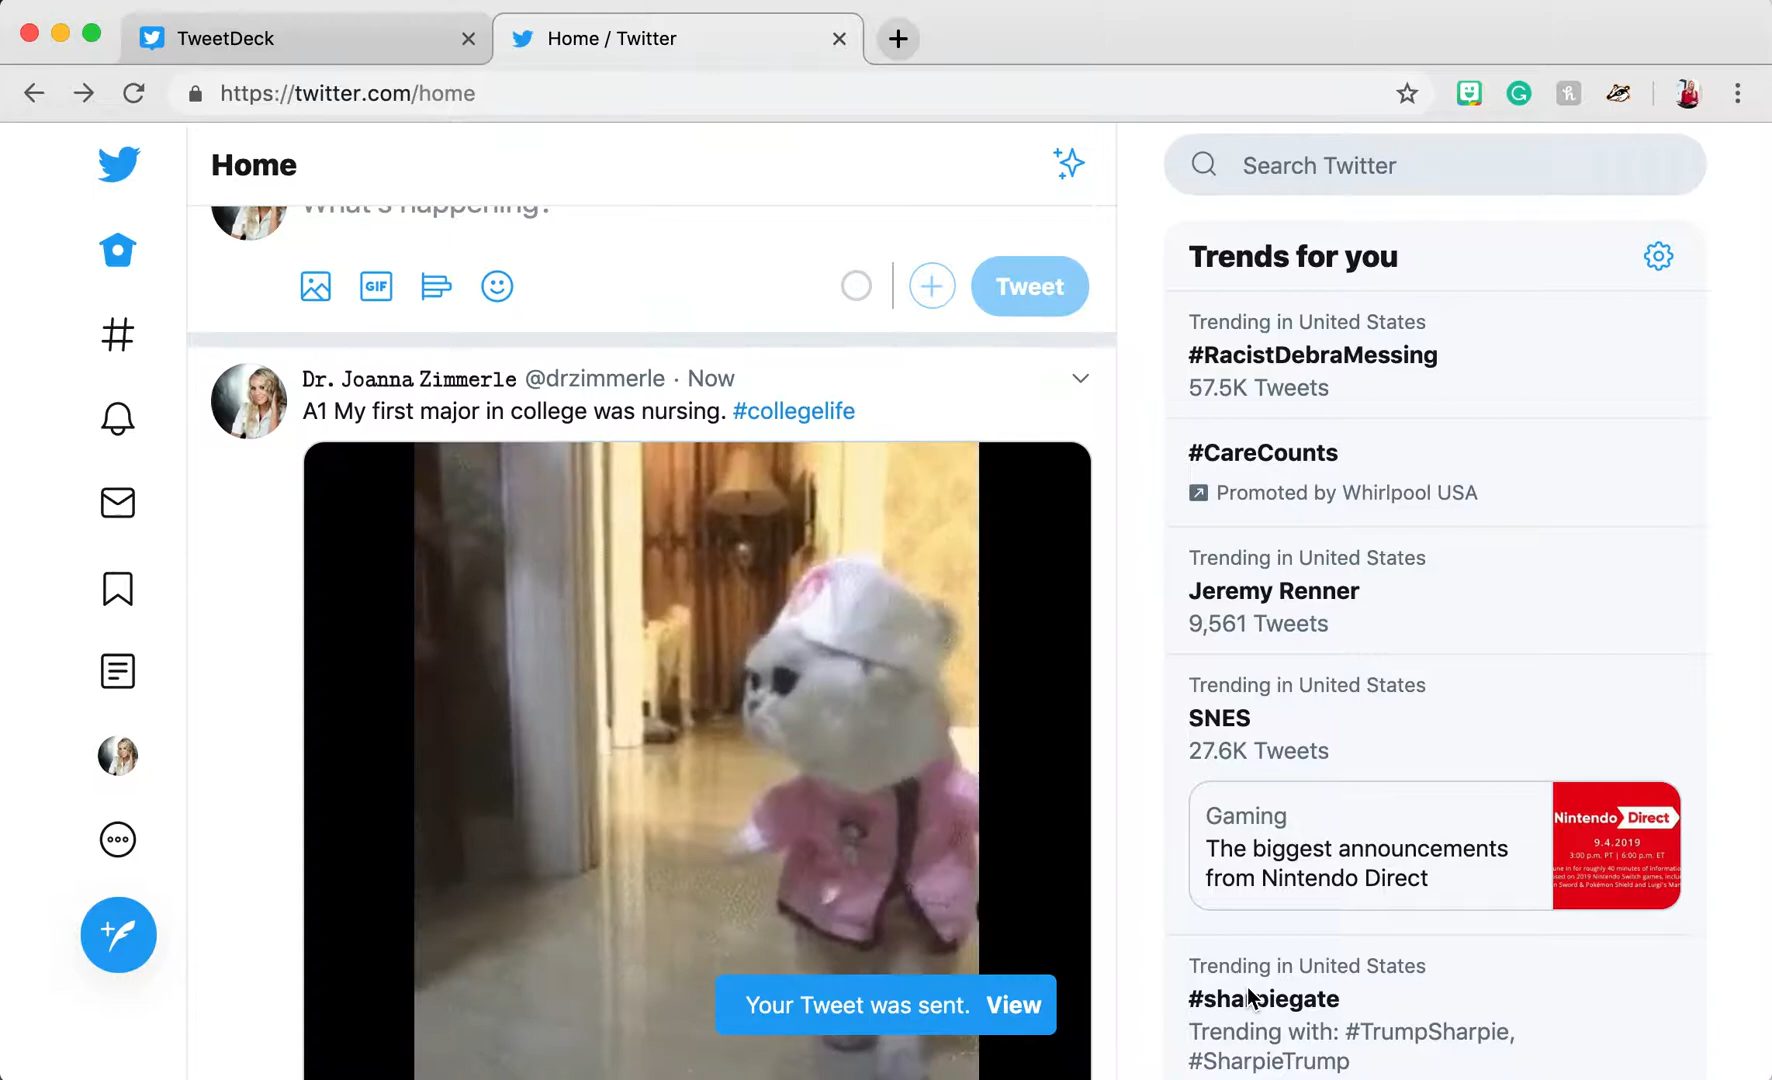 TweetDeck
Home / Twitter
https://twitter.com/home
Home
Search Twitter
What's happening?
GIF
Tweet
Dr. Joanna Zimmerle @drzimmerle · Now
A1 My first major in college was nursing. #collegelife
Your Tweet was sent. View
Trends for you
Trending in United States
#RacistDebraMessing
57.5K Tweets
#CareCounts
Promoted by Whirlpool USA
Trending in United States
Jeremy Renner
9,561 Tweets
Trending in United States
SNES
27.6K Tweets
Gaming
The biggest announcements
from Nintendo Direct
Nintendo Direct
9.4.2019
3:00 p.m. PT | 6:00 p.m. ET
Trending in United States
#sharpiegate
Trending with: #TrumpSharpie,
#SharpieTrump